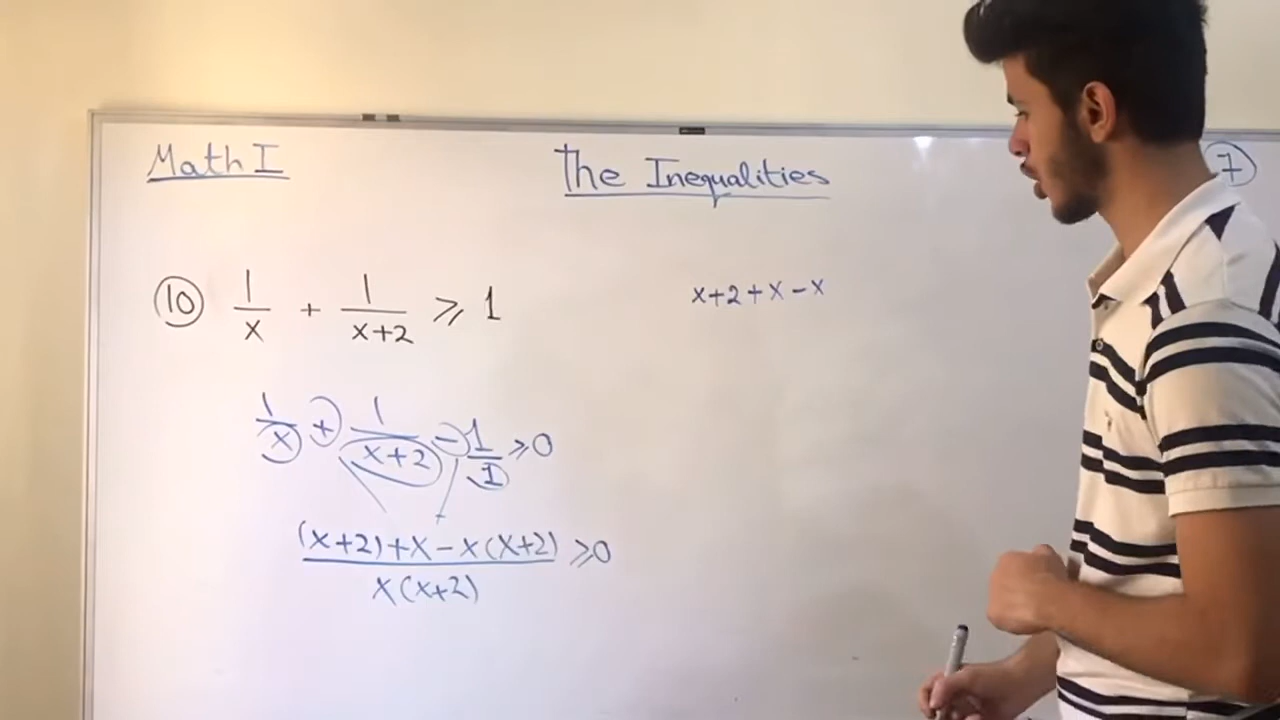 Math I
The Inequalities
7
10 1/x + 1/(x+2) ≥ 1
x+2+x-x
1/x + 1/(x+2) - 1/1 ≥ 0
((x+2)+x-x(x+2))/(x(x+2)) ≥ 0